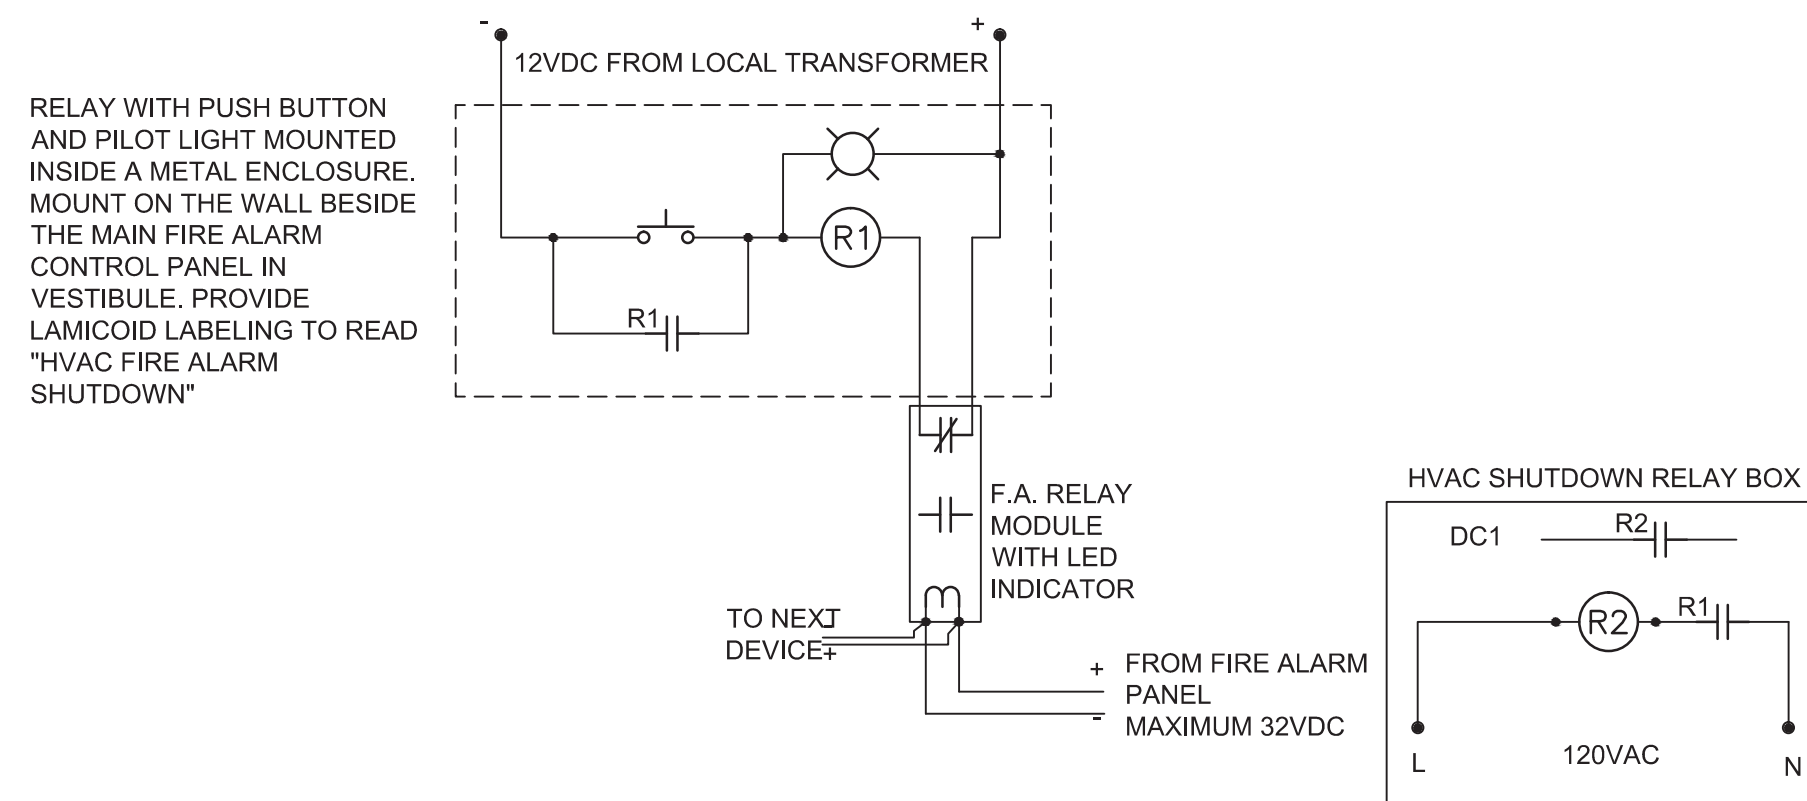 -
+
12VDC FROM LOCAL TRANSFORMER
RELAY WITH PUSH BUTTON
AND PILOT LIGHT MOUNTED
INSIDE A METAL ENCLOSURE.
MOUNT ON THE WALL BESIDE
THE MAIN FIRE ALARM
CONTROL PANEL IN
VESTIBULE. PROVIDE
LAMICOID LABELING TO READ
"HVAC FIRE ALARM
SHUTDOWN"
R1
R1
F.A. RELAY
MODULE
WITH LED
INDICATOR
TO NEXT
-
DEVICE
+
+
FROM FIRE ALARM
PANEL
-
MAXIMUM 32VDC
HVAC SHUTDOWN RELAY BOX
DC1
R2
R2
R1
L
120VAC
N